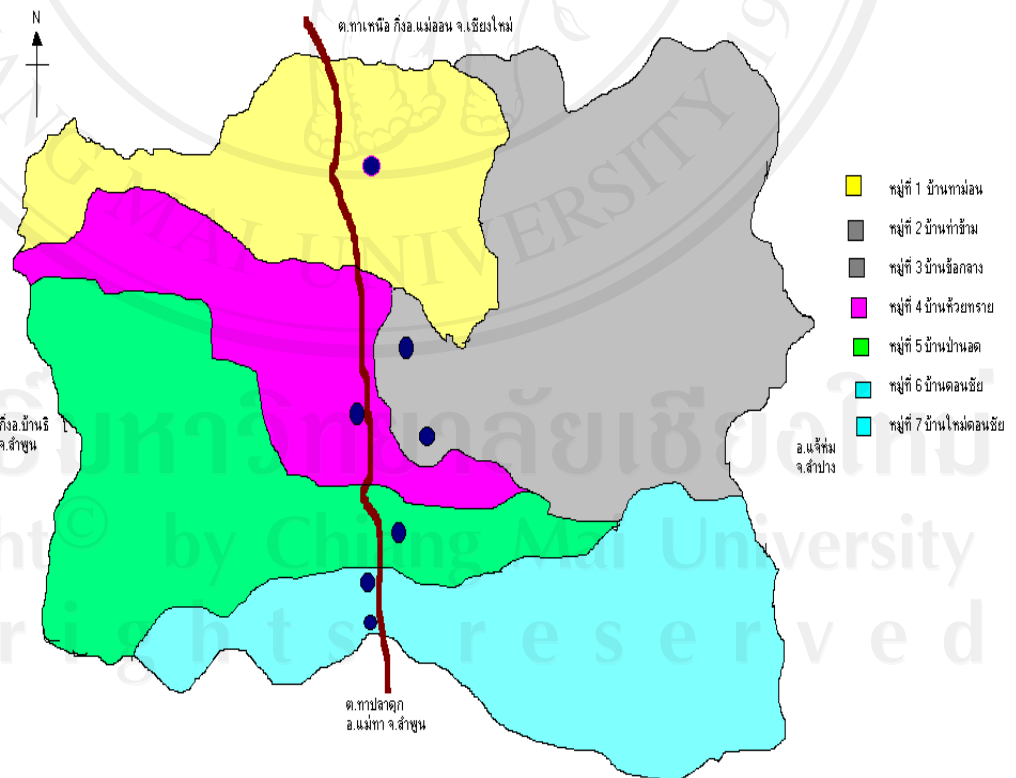 N
ต.ทาเหนือ กิ่งอ.แม่ออน จ.เชียงใหม่
หมู่ที่ 1 บ้านทาม่อน
หมู่ที่ 2 บ้านท่าข้าม
หมู่ที่ 3 บ้านข้อกลาง
หมู่ที่ 4 บ้านห้วยทราย
หมู่ที่ 5 บ้านป่านอต
หมู่ที่ 6 บ้านดอนชัย
หมู่ที่ 7 บ้านใหม่ดอนชัย
กิ่งอ.บ้านธิ
จ.ลำพูน
อ.แจ้ห่ม
จ.ลำปาง
ต.ทาปลาดุก
อ.แม่ทา จ.ลำพูน
MAI UNIVERSITY
มหาวิทยาลัยเชียงใหม่
© by Chiang Mai University
rights reserved